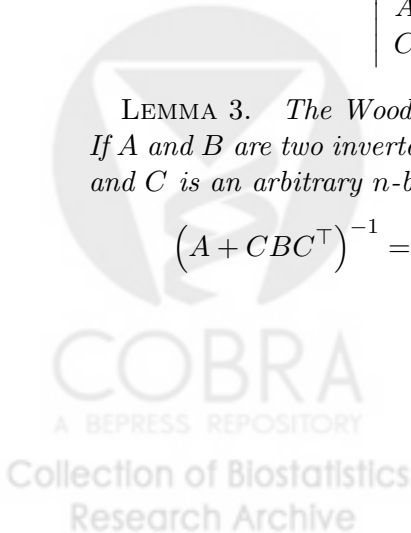 A
C
LEMMA 3. The Wood
If A and B are two inverte
and C is an arbitrary n-b
(A + CBC⊤)−1 =
COBRA
A BEPRESS REPOSITORY
Collection of Biostatistics
Research Archive